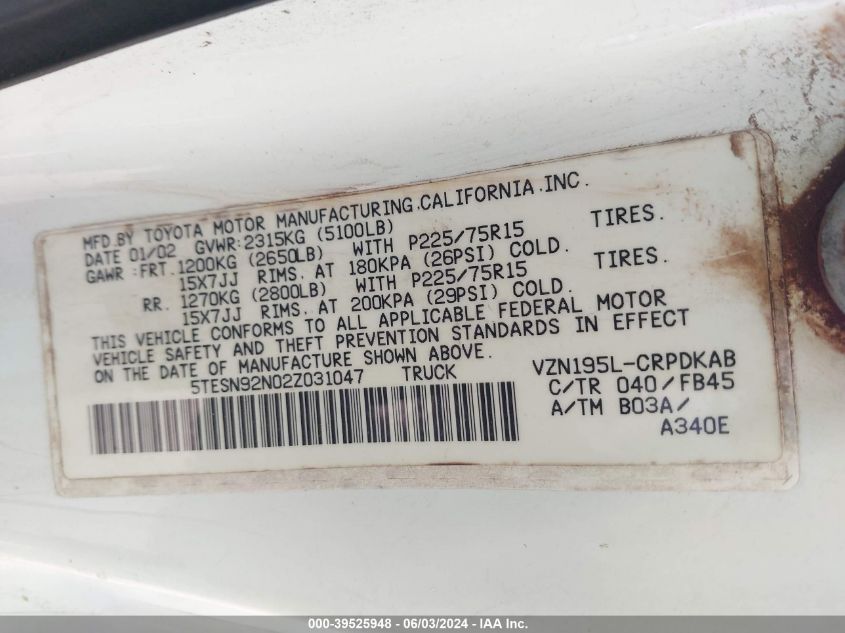 MFD.BY TOYOTA MOTOR MANUFACTURING.CALIFORNIA.INC.
DATE 01/02 GVWR:2315KG (5100LB)
GAWR :FRT.1200KG (2650LB) WITH P225/75R15 TIRES.
15X7JJ RIMS. AT 180KPA (26PSI) COLD.
RR. 1270KG (2800LB) WITH P225/75R15 TIRES.
15X7JJ RIMS. AT 200KPA (29PSI) COLD.
THIS VEHICLE CONFORMS TO ALL APPLICABLE FEDERAL MOTOR
VEHICLE SAFETY AND THEFT PREVENTION STANDARDS IN EFFECT
ON THE DATE OF MANUFACTURE SHOWN ABOVE.
5TESN92N02Z031047 TRUCK
VZN195L-CRPDKAB
C/TR 040/FB45
A/TM B03A/
A340E
000-39525948 - 06/03/2024 - IAA Inc.